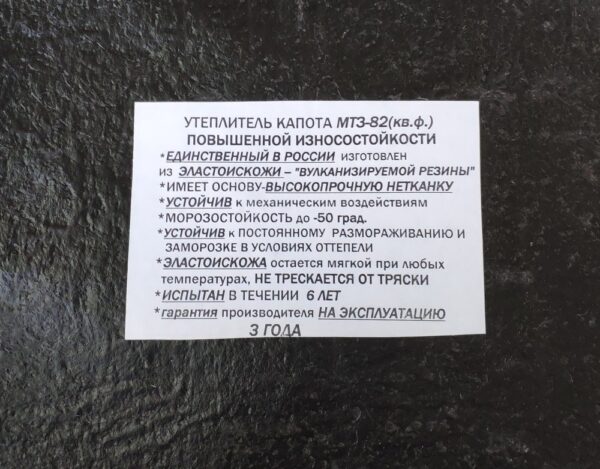 УТЕПЛИТЕЛЬ КАПОТА МТЗ-82(кв.ф.)
ПОВЫШЕННОЙ ИЗНОСОСТОЙКОСТИ
*ЕДИНСТВЕННЫЙ В РОССИИ изготовлен
из ЭЛАСТОИСКОЖИ – "ВУЛКАНИЗИРУЕМОЙ РЕЗИНЫ"
*ИМЕЕТ ОСНОВУ-ВЫСОКОПРОЧНУЮ НЕТКАНКУ
*УСТОЙЧИВ к механическим воздействиям
*МОРОЗОСТОЙКОСТЬ до -50 град.
*УСТОЙЧИВ к ПОСТОЯННОМУ РАЗМОРАЖИВАНИЮ И
ЗАМОРОЗКЕ В УСЛОВИЯХ ОТТЕПЕЛИ
*ЭЛАСТОИСКОЖА остается мягкой при любых
температурах, НЕ ТРЕСКАЕТСЯ ОТ ТРЯСКИ
*ИСПЫТАН В ТЕЧЕНИИ 6 ЛЕТ
*гарантия производителя НА ЭКСПЛУАТАЦИЮ
3 ГОДА